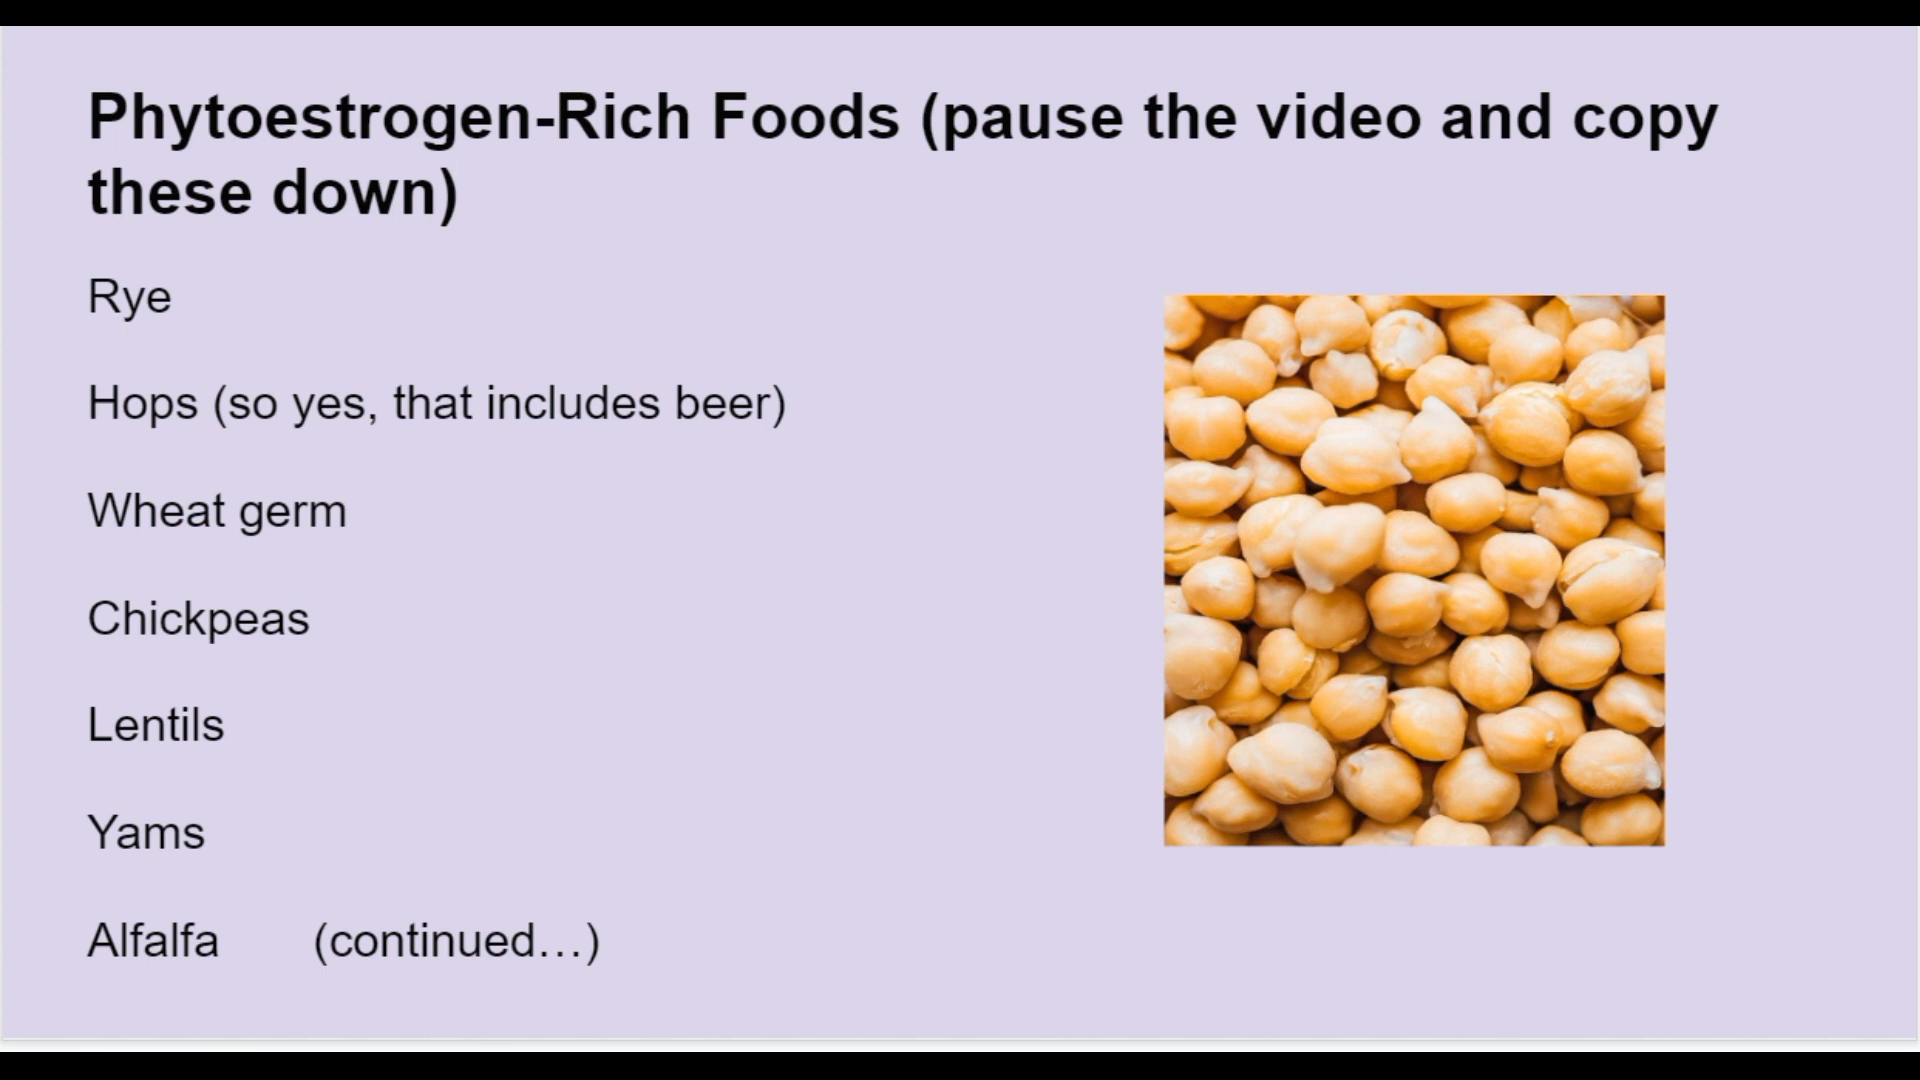 Phytoestrogen-Rich Foods (pause the video and copy
these down)
Rye
Hops (so yes, that includes beer)
Wheat germ
Chickpeas
Lentils
Yams
Alfalfa (continued…)